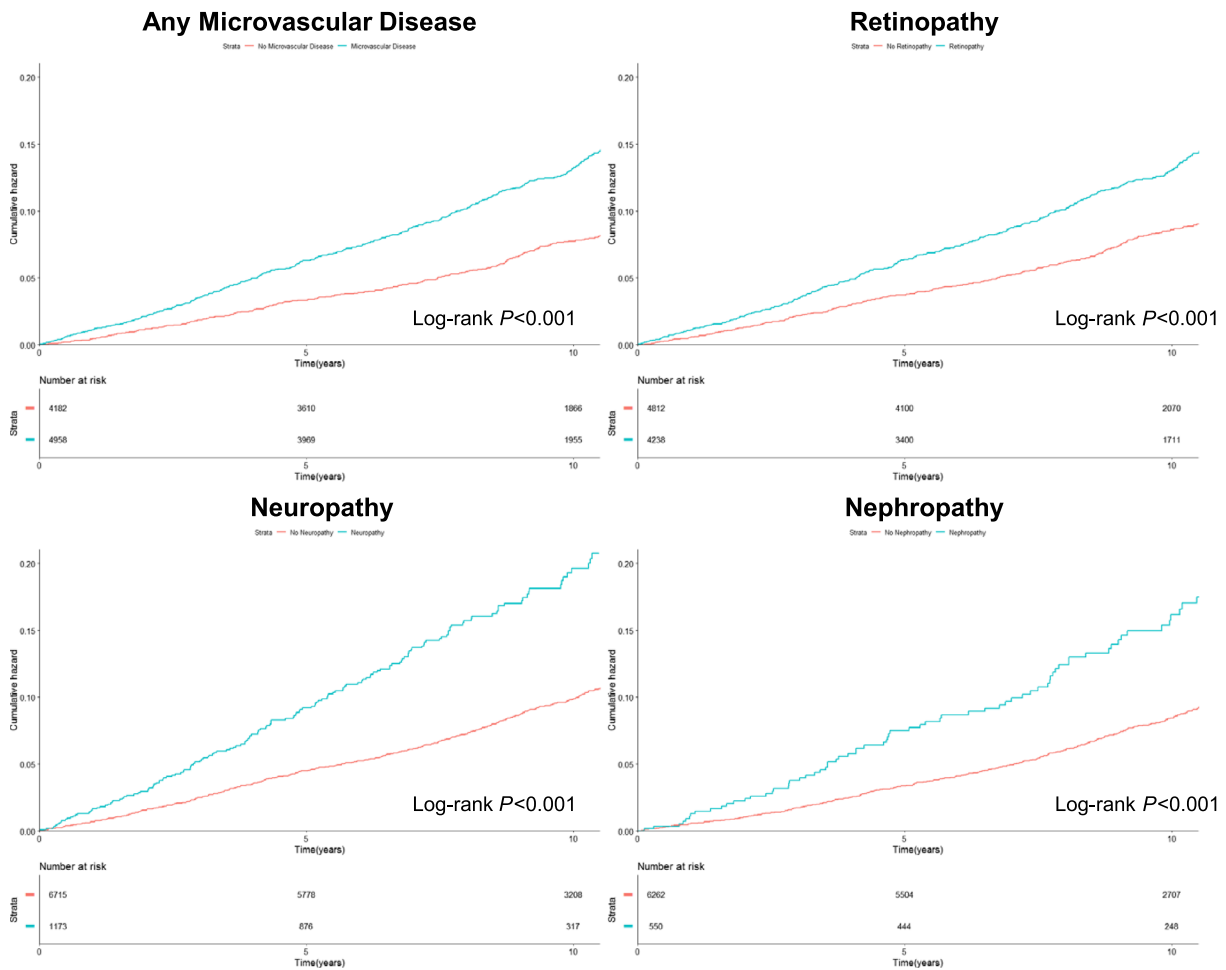 Any Microvascular Disease
Strata No Microvascular Disease Microvascular Disease
0.20
0.15
0.10
0.05
0.00
Cumulative hazard
Log-rank P<0.001
0 5 10
Time(years)
Number at risk
Strata
4182 3610 1866
4958 3969 1955
0 5 10
Time(years)
Retinopathy
Strata No Retinopathy Retinopathy
0.20
0.15
0.10
0.05
0.00
Cumulative hazard
Log-rank P<0.001
0 5 10
Time(years)
Number at risk
Strata
4812 4100 2070
4238 3400 1711
0 5 10
Time(years)
Neuropathy
Strata No Neuropathy Neuropathy
0.20
0.15
0.10
0.05
0.00
Cumulative hazard
Log-rank P<0.001
0 5 10
Time(years)
Number at risk
Strata
6715 5778 3208
1173 876 317
0 5 10
Time(years)
Nephropathy
Strata No Nephropathy Nephropathy
0.20
0.15
0.10
0.05
0.00
Cumulative hazard
Log-rank P<0.001
0 5 10
Time(years)
Number at risk
Strata
6262 5504 2707
550 444 248
0 5 10
Time(years)